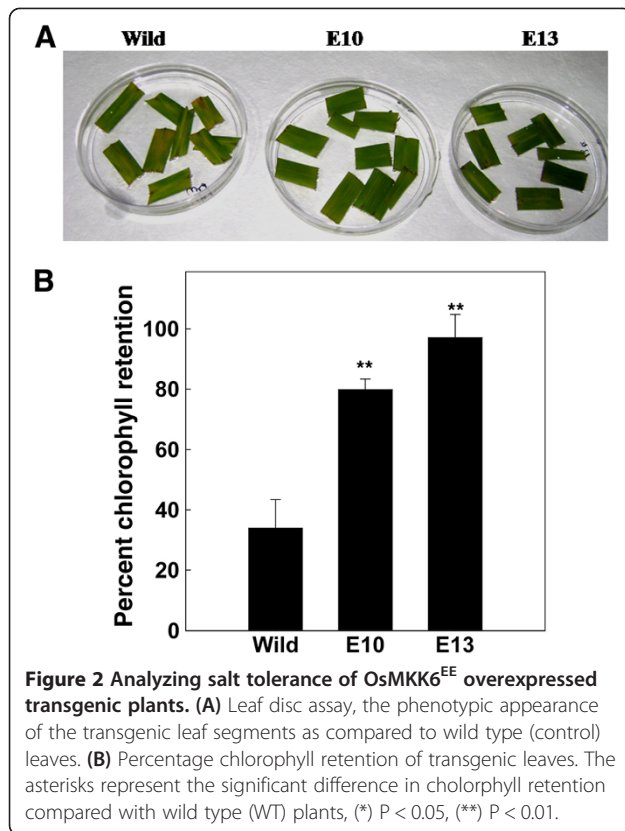 A
Wild E10 E13
B
Percent chlorophyll retention
100
80
60
40
20
0
**
**
Wild E10 E13
Figure 2 Analyzing salt tolerance of OsMKK6EE overexpressed
transgenic plants. (A) Leaf disc assay, the phenotypic appearance
of the transgenic leaf segments as compared to wild type (control)
leaves. (B) Percentage chlorophyll retention of transgenic leaves. The
asterisks represent the significant difference in cholorphyll retention
compared with wild type (WT) plants, (*) P < 0.05, (**) P < 0.01.